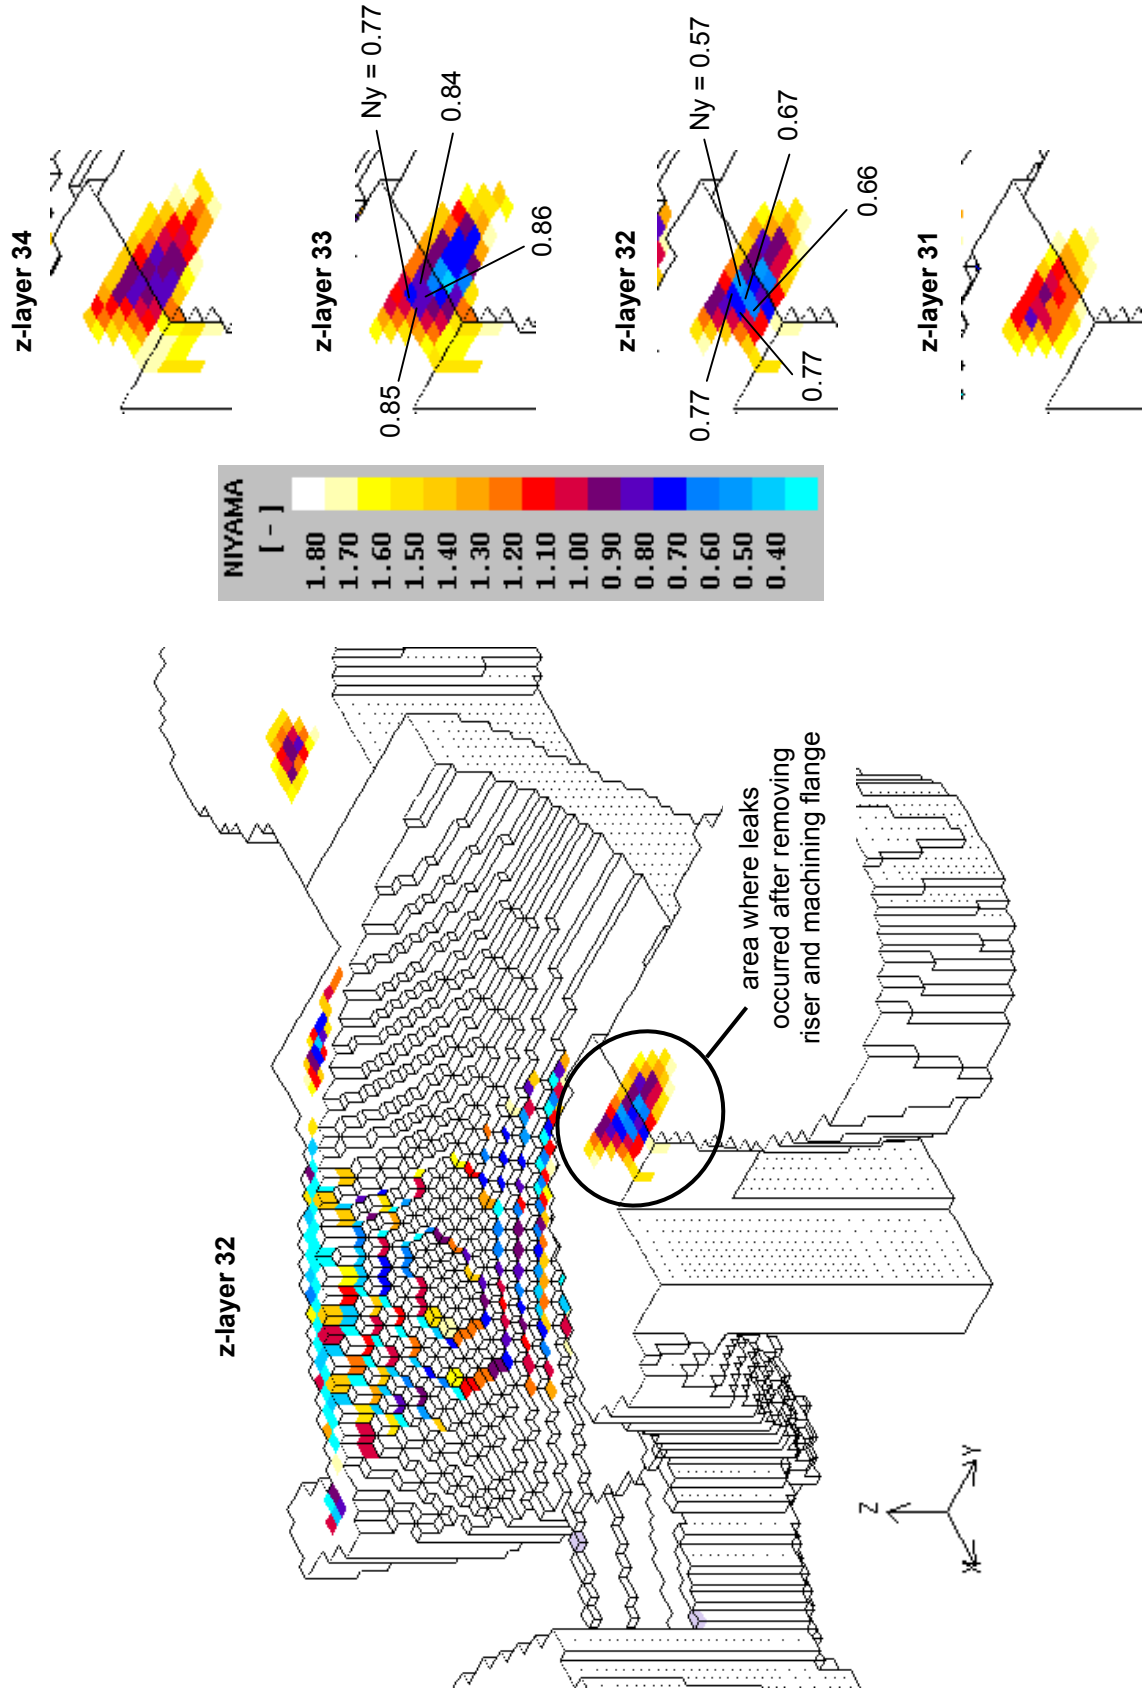 z-layer 32
area where leaks
occurred after removing
riser and machining flange
Z
X
Y
NIYAMA
[ - ]
1.80
1.70
1.60
1.50
1.40
1.30
1.20
1.10
1.00
0.90
0.80
0.70
0.60
0.50
0.40
z-layer 34
z-layer 33
Ny = 0.77
0.84
0.86
0.85
z-layer 32
Ny = 0.57
0.67
0.66
0.77
0.77
z-layer 31